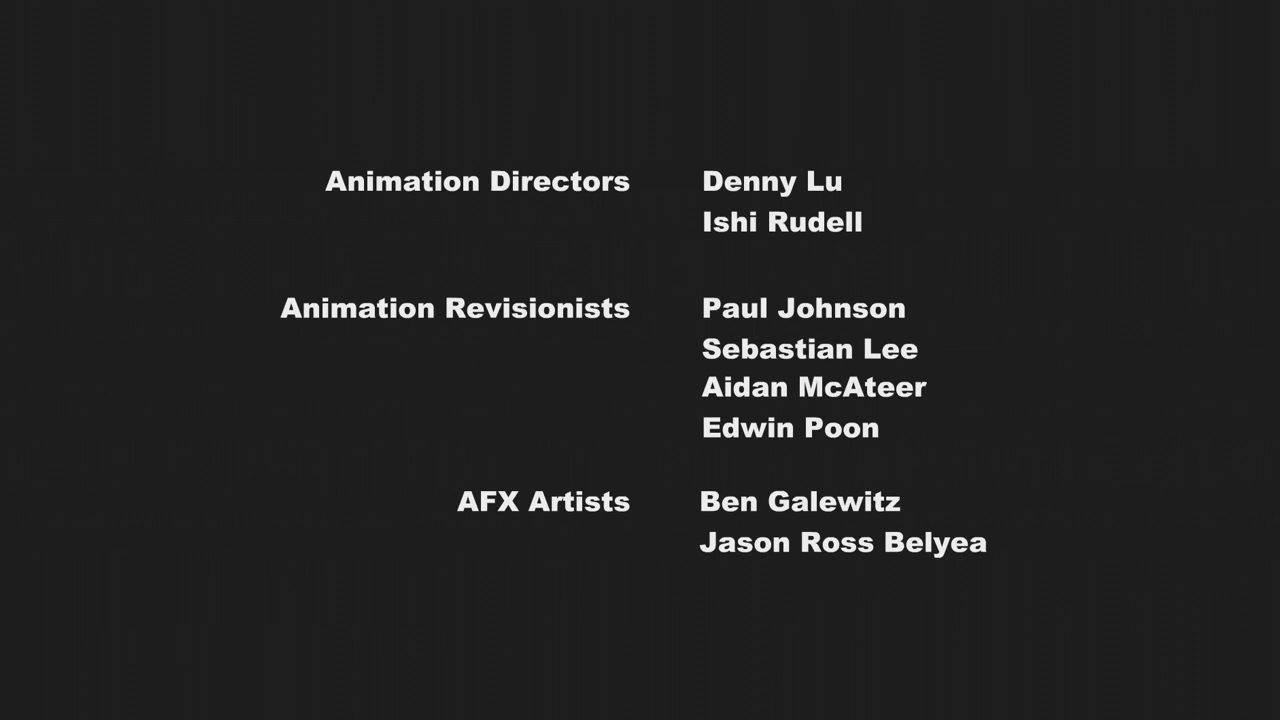 Animation Directors Denny Lu
Ishi Rudell
Animation Revisionists Paul Johnson
Sebastian Lee
Aidan McAteer
Edwin Poon
AFX Artists Ben Galewitz
Jason Ross Belyea